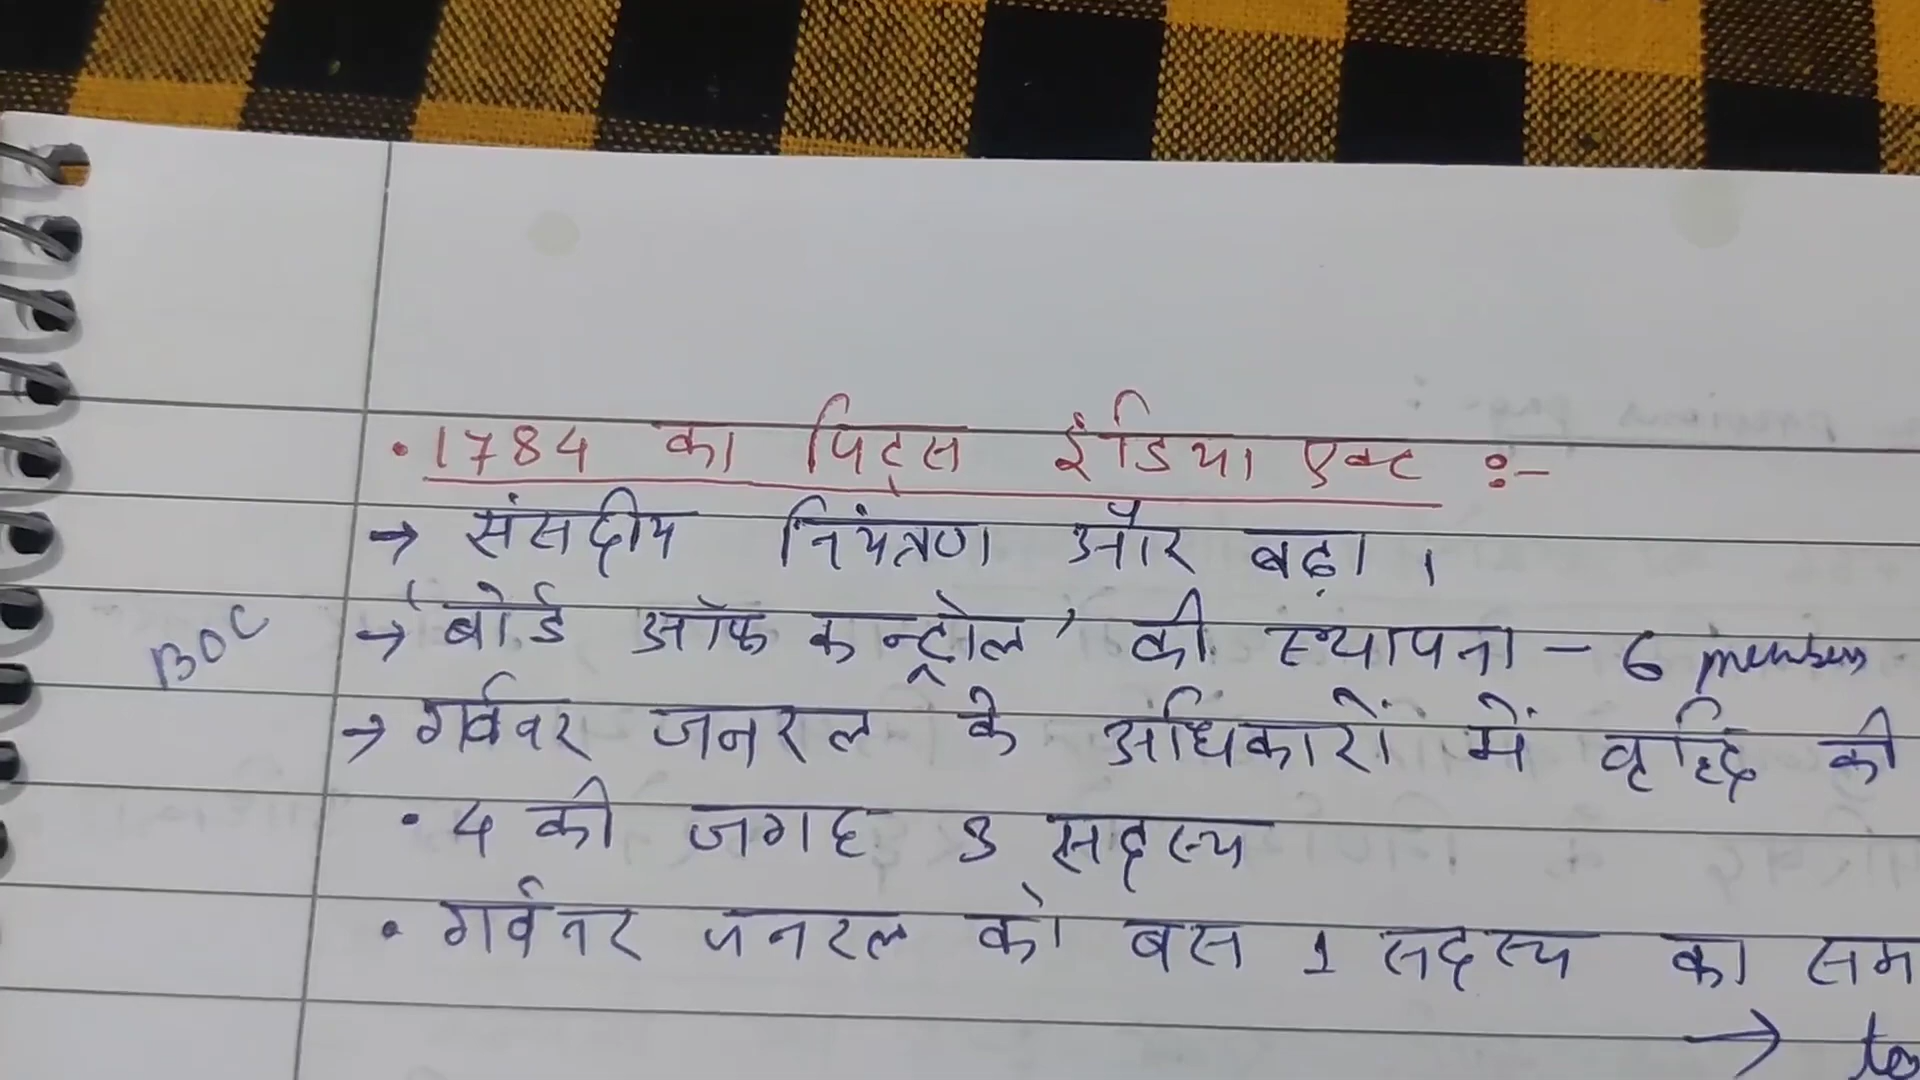 • 1784 का पिट्स इंडिया एक्ट :-
→ संसदीय नियंत्रण और बढ़ा ।
BOC → 'बोर्ड ऑफ कन्ट्रोल' की स्थापना - 6 members
→ गर्वनर जनरल के अधिकारों में वृद्धि की
• 4 की जगह 3 सदस्य
• गर्वनर जनरल को बस 1 सदस्य का सम
→